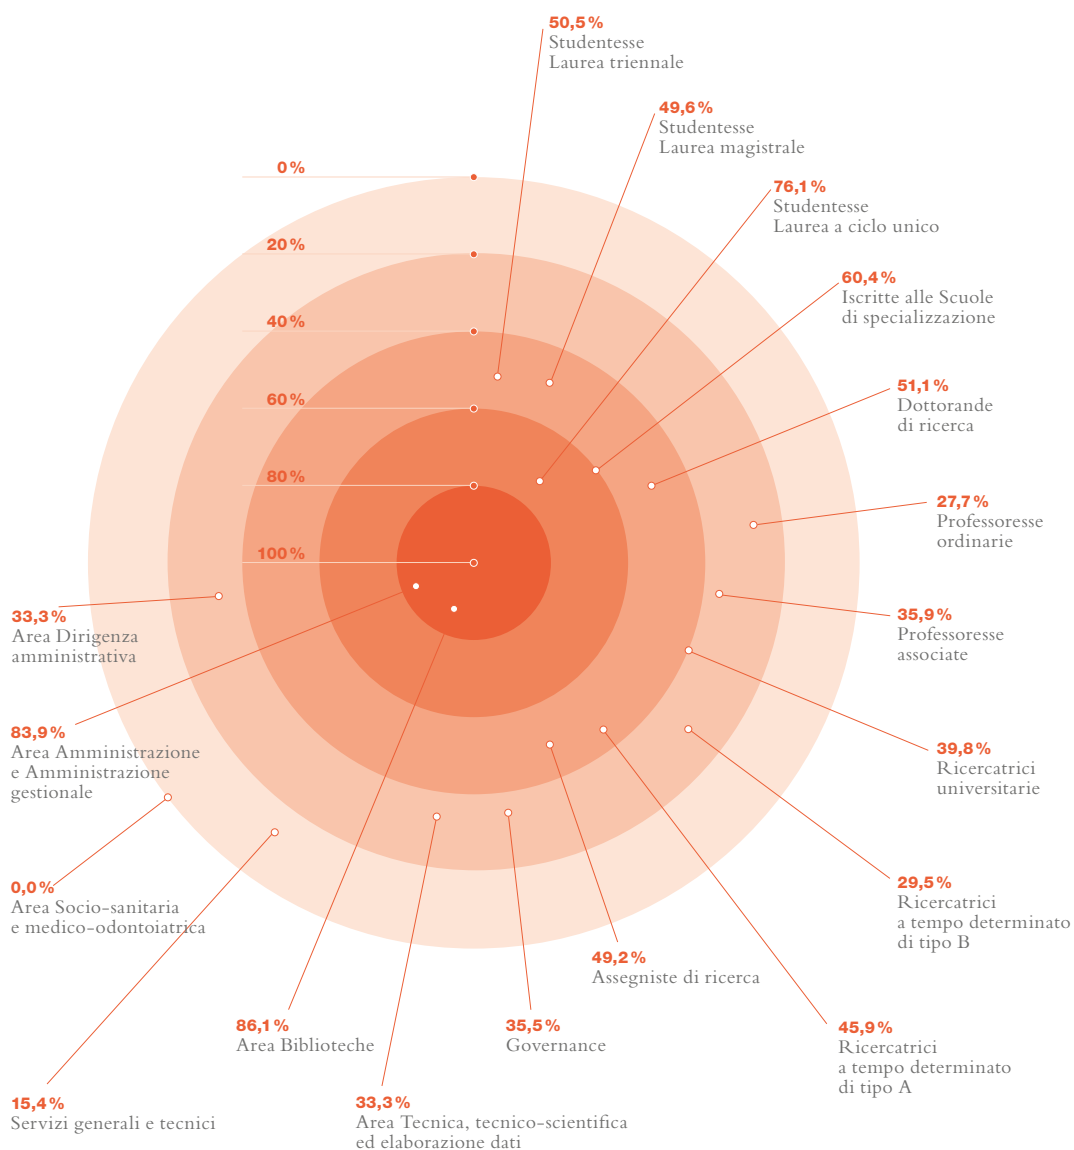 50,5%
Studentesse
Laurea triennale
49,6%
Studentesse
Laurea magistrale
76,1%
Studentesse
Laurea a ciclo unico
60,4%
Iscritte alle Scuole
di specializzazione
51,1%
Dottorande
di ricerca
27,7%
Professoresse
ordinarie
35,9%
Professoresse
associate
39,8%
Ricercatrici
universitarie
29,5%
Ricercatrici
a tempo determinato
di tipo B
45,9%
Ricercatrici
a tempo determinato
di tipo A
49,2%
Assegniste di ricerca
35,5%
Governance
33,3%
Area Tecnica, tecnico-scientifica
ed elaborazione dati
86,1%
Area Biblioteche
15,4%
Servizi generali e tecnici
0,0%
Area Socio-sanitaria
e medico-odontoiatrica
83,9%
Area Amministrazione
e Amministrazione
gestionale
33,3%
Area Dirigenza
amministrativa
0%
20%
40%
60%
80%
100%